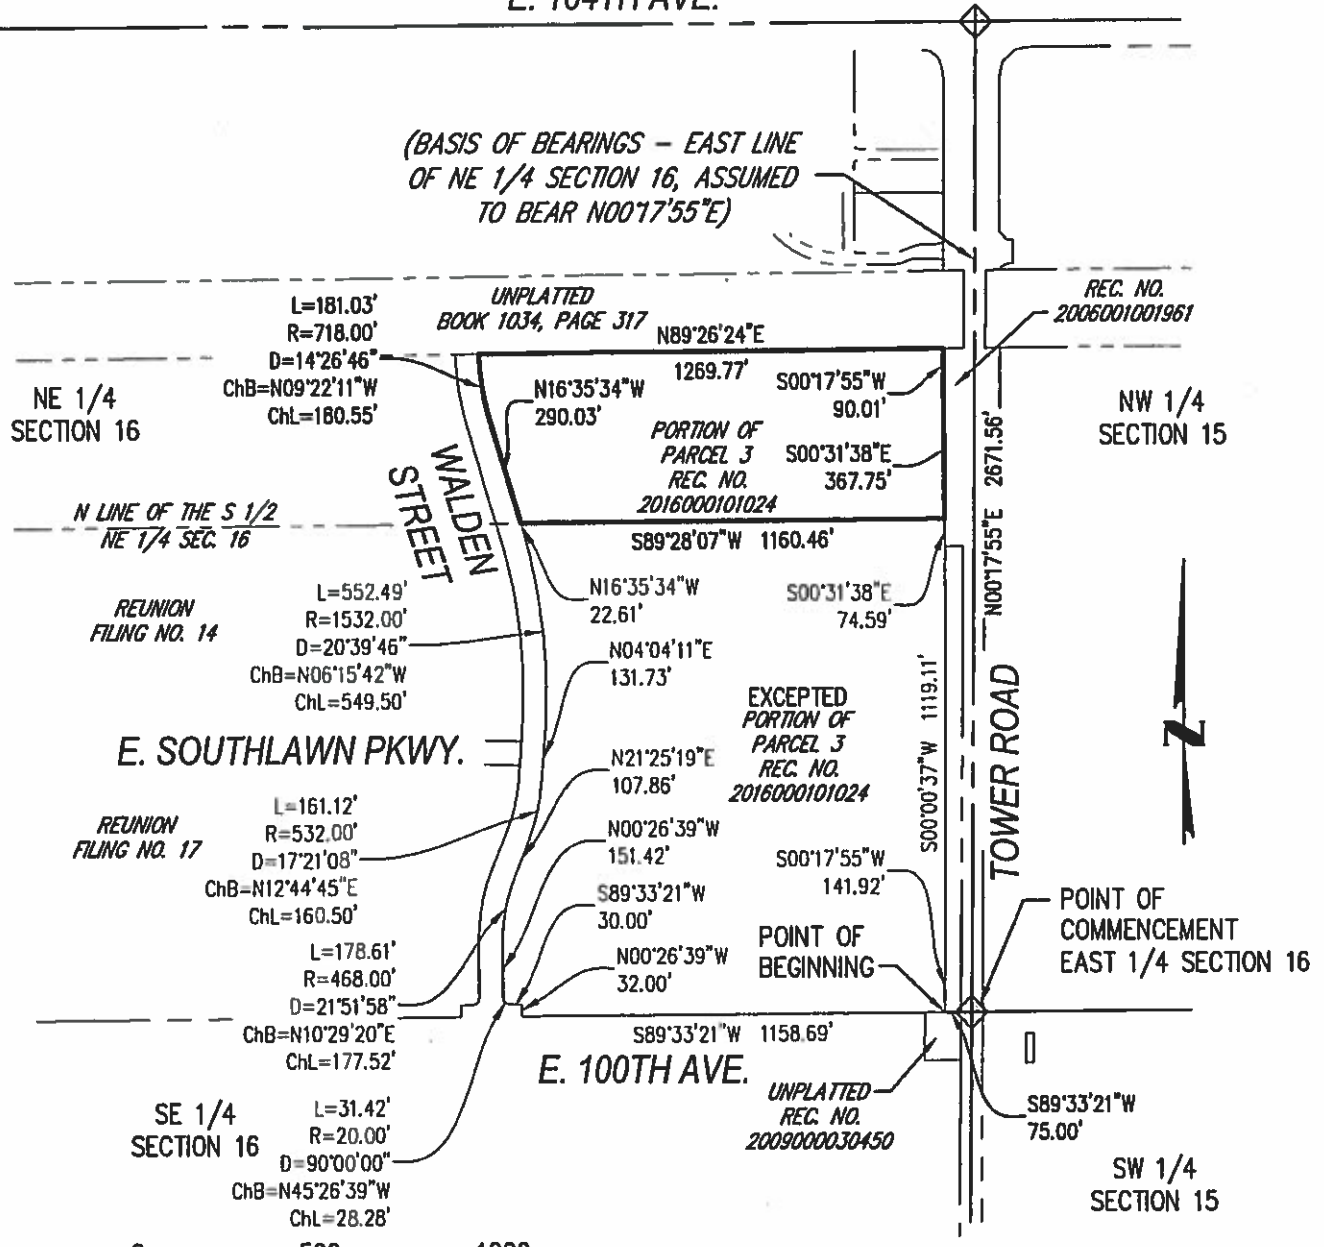 E. 104TH AVE.
(BASIS OF BEARINGS – EAST LINE
OF NE 1/4 SECTION 16, ASSUMED
TO BEAR N00°17'55"E)
UNPLATTED
BOOK 1034, PAGE 317
REC. NO.
2006001001961
L=181.03'
R=718.00'
D=14°26'46"
ChB=N09°22'11"W
ChL=180.55'
N89°26'24"E
1269.77'
N16°35'34"W
290.03'
S00°17'55"W
90.01'
PORTION OF
PARCEL 3
REC. NO.
2016000101024
S00°31'38"E
367.75'
NE 1/4
SECTION 16
NW 1/4
SECTION 15
N00°17'55"E 2671.56'
WALDEN
STREET
N LINE OF THE S 1/2
NE 1/4 SEC. 16
S89°28'07"W 1160.46'
N16°35'34"W
22.61'
S00°31'38"E
74.59'
REUNION
FILING NO. 14
L=552.49'
R=1532.00'
D=20°39'46"
ChB=N06°15'42"W
ChL=549.50'
N04°04'11"E
131.73'
EXCEPTED
PORTION OF
PARCEL 3
REC. NO.
2016000101024
S00°00'37"W 1119.11'
TOWER ROAD
N
E. SOUTHLAWN PKWY.
N21°25'19"E
107.86'
REUNION
FILING NO. 17
L=161.12'
R=532.00'
D=17°21'08"
ChB=N12°44'45"E
ChL=160.50'
N00°26'39"W
151.42'
S89°33'21"W
30.00'
N00°26'39"W
32.00'
S00°17'55"W
141.92'
POINT OF
BEGINNING
POINT OF
COMMENCEMENT
EAST 1/4 SECTION 16
L=178.61'
R=468.00'
D=21°51'58"
ChB=N10°29'20"E
ChL=177.52'
S89°33'21"W 1158.69'
E. 100TH AVE.
UNPLATTED
REC. NO.
2009000030450
S89°33'21"W
75.00'
SE 1/4
SECTION 16
L=31.42'
R=20.00'
D=90°00'00"
ChB=N45°26'39"W
ChL=28.28'
SW 1/4
SECTION 15